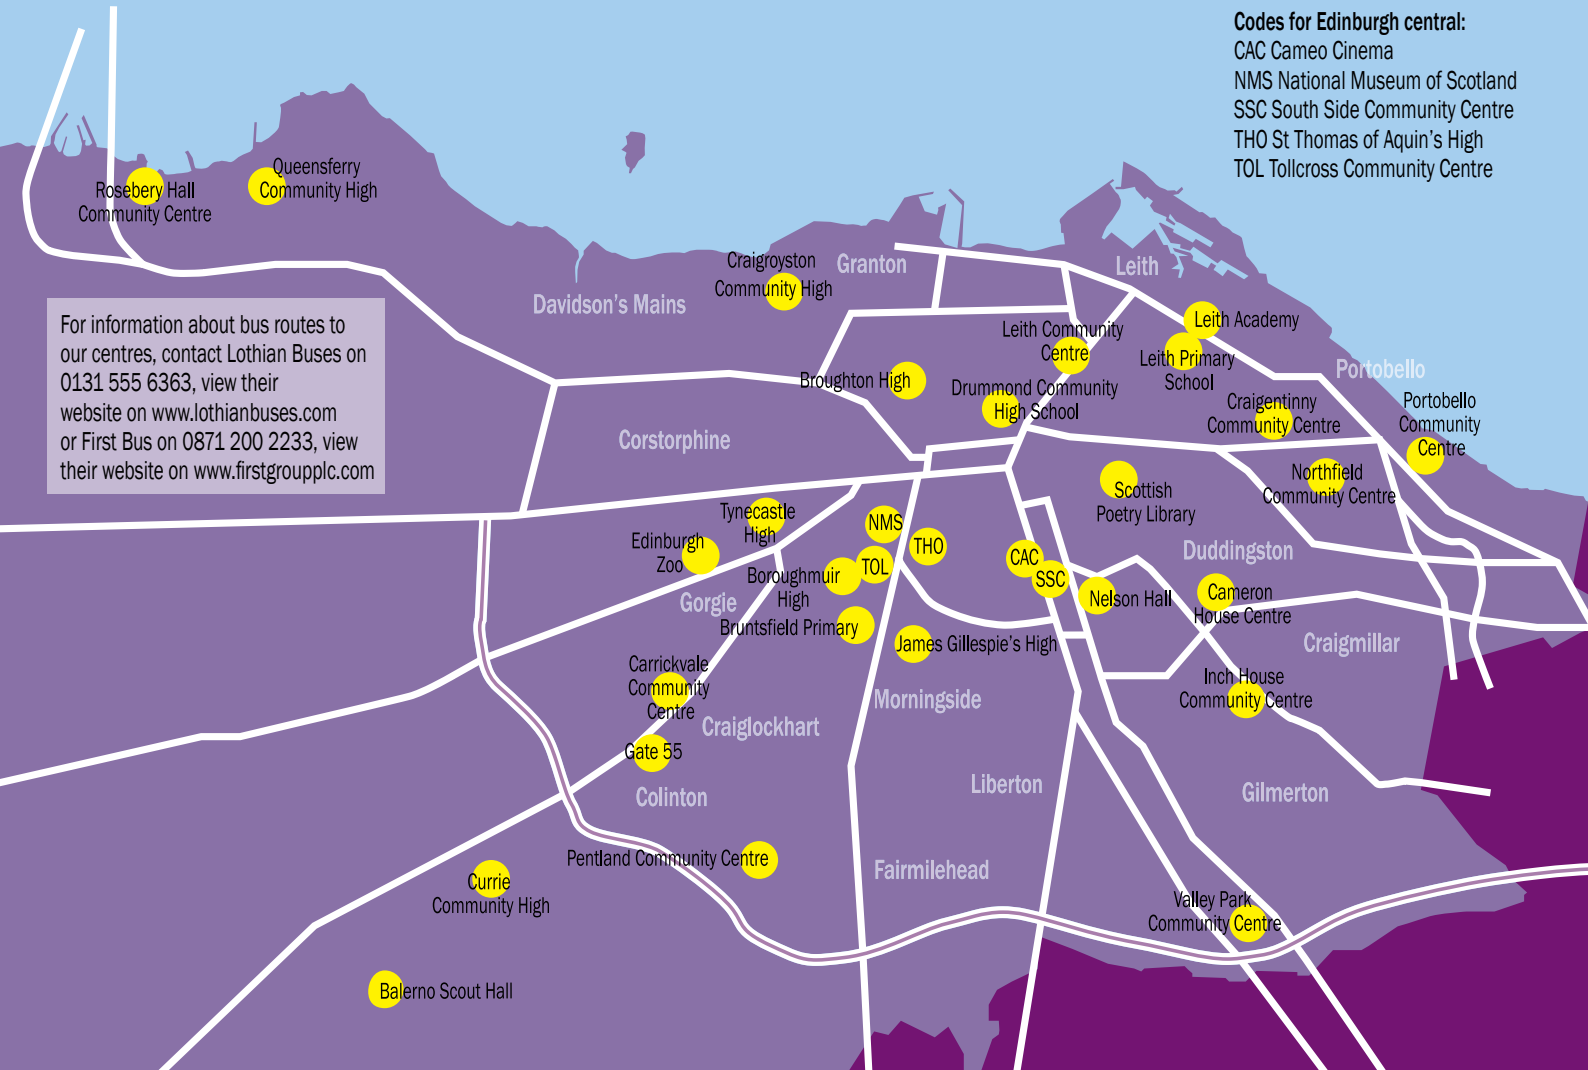 Codes for Edinburgh central:
CAC Cameo Cinema
NMS National Museum of Scotland
SSC South Side Community Centre
THO St Thomas of Aquin's High
TOL Tollcross Community Centre
Queensferry
Community High
Rosebery Hall
Community Centre
Craigroyston
Community High
Granton
Leith
Davidson's Mains
For information about bus routes to
our centres, contact Lothian Buses on
0131 555 6363, view their
website on www.lothianbuses.com
or First Bus on 0871 200 2233, view
their website on www.firstgroupplc.com
Leith Academy
Leith Community
Centre
Leith Primary
School
Portobello
Broughton High
Drummond Community
High School
Craigentinny
Community Centre
Portobello
Community
Centre
Corstorphine
Northfield
Community Centre
Scottish
Poetry Library
Tynecastle
High
NMS
THO
Edinburgh
Zoo
CAC
Duddingston
TOL
Boroughmuir
High
SSC
Nelson Hall
Cameron
House Centre
Gorgie
Bruntsfield Primary
James Gillespie's High
Craigmillar
Carrickvale
Community
Centre
Inch House
Community Centre
Morningside
Craiglockhart
Gate 55
Liberton
Gilmerton
Colinton
Pentland Community Centre
Fairmilehead
Currie
Community High
Valley Park
Community Centre
Balerno Scout Hall